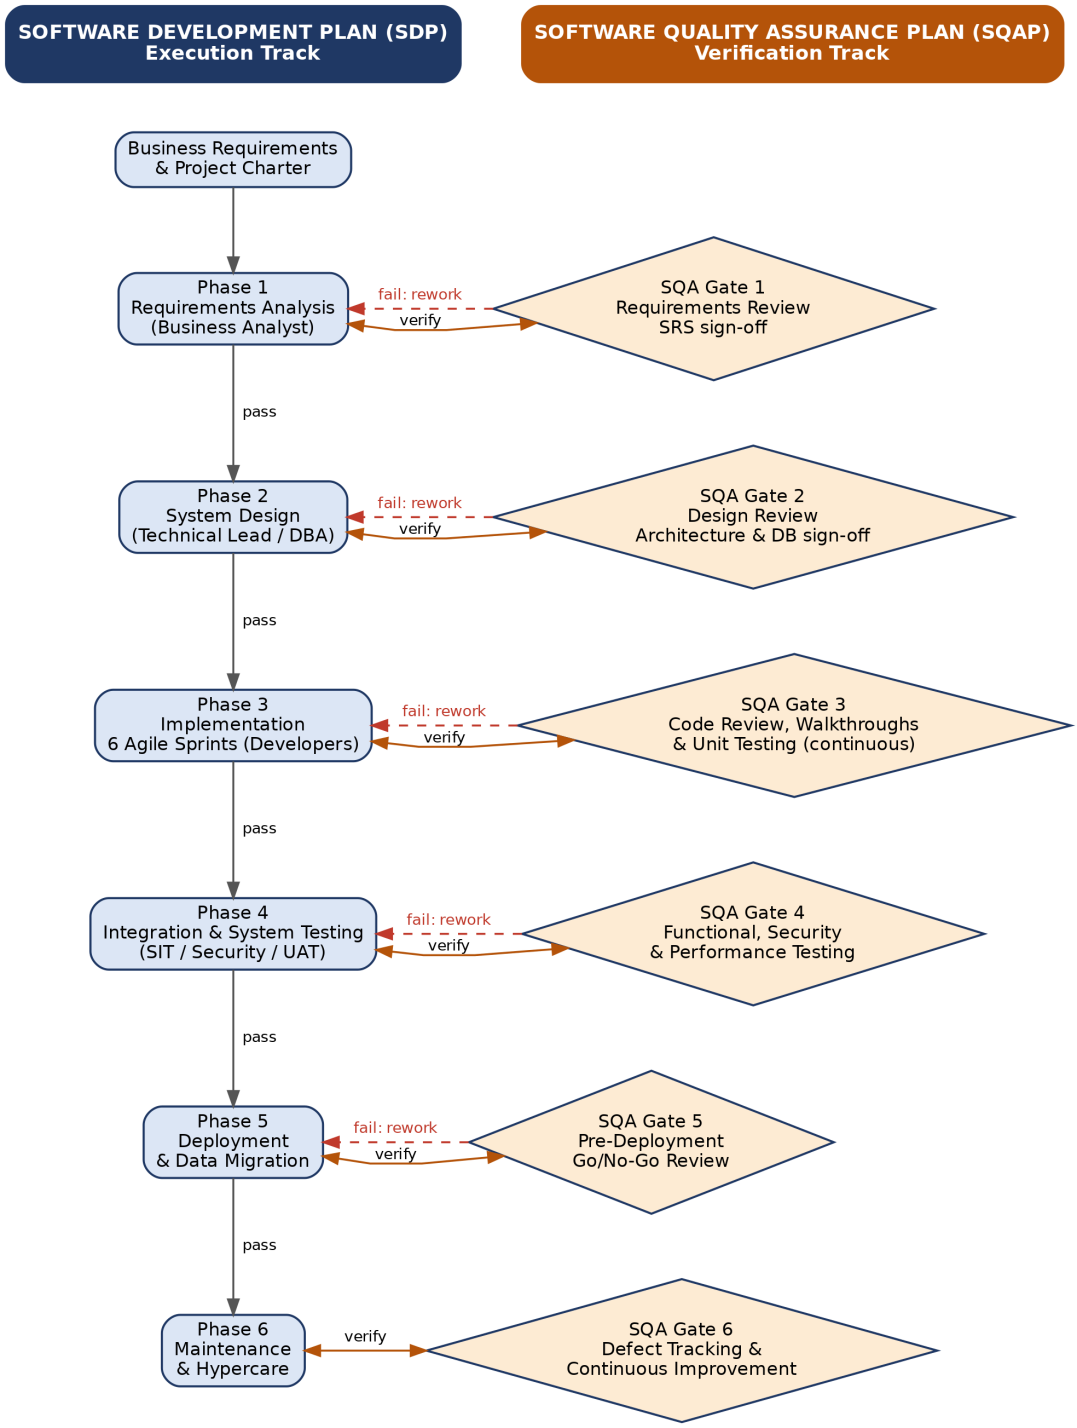 SOFTWARE DEVELOPMENT PLAN (SDP)
Execution Track
SOFTWARE QUALITY ASSURANCE PLAN (SQAP)
Verification Track
Business Requirements
& Project Charter
Phase 1
Requirements Analysis
(Business Analyst)
fail: rework
verify
SQA Gate 1
Requirements Review
SRS sign-off
pass
Phase 2
System Design
(Technical Lead / DBA)
fail: rework
verify
SQA Gate 2
Design Review
Architecture & DB sign-off
pass
Phase 3
Implementation
6 Agile Sprints (Developers)
fail: rework
verify
SQA Gate 3
Code Review, Walkthroughs
& Unit Testing (continuous)
pass
Phase 4
Integration & System Testing
(SIT / Security / UAT)
fail: rework
verify
SQA Gate 4
Functional, Security
& Performance Testing
pass
Phase 5
Deployment
& Data Migration
fail: rework
verify
SQA Gate 5
Pre-Deployment
Go/No-Go Review
pass
Phase 6
Maintenance
& Hypercare
verify
SQA Gate 6
Defect Tracking &
Continuous Improvement